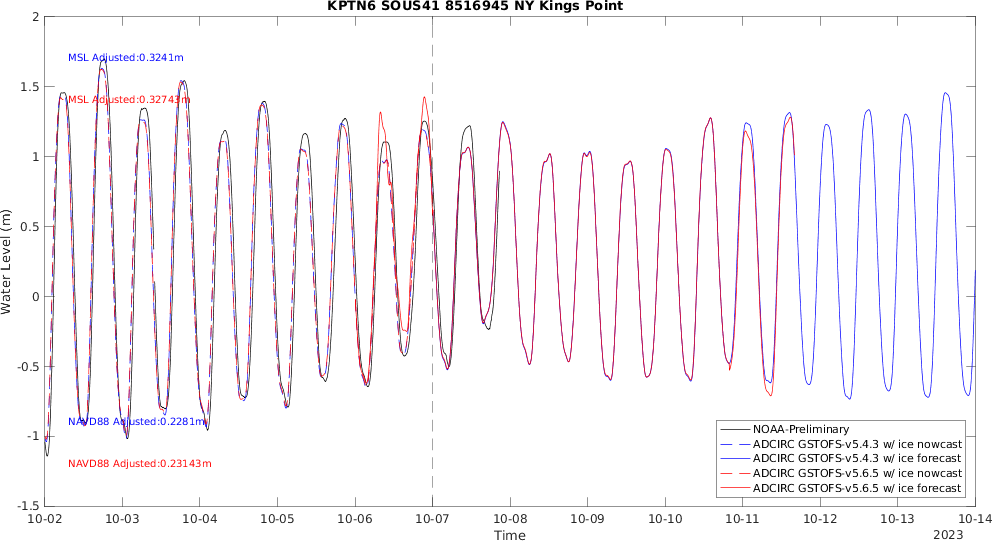 KPTN6 SOUS41 8516945 NY Kings Point
2
1.5
1
0.5
0
-0.5
-1
-1.5
Water Level (m)
MSL Adjusted:0.3241m
MSL Adjusted:0.32743m
NAVD88 Adjusted:0.2281m
NAVD88 Adjusted:0.23143m
NOAA-Preliminary
ADCIRC GSTOFS-v5.4.3 w/ ice nowcast
ADCIRC GSTOFS-v5.4.3 w/ ice forecast
ADCIRC GSTOFS-v5.6.5 w/ ice nowcast
ADCIRC GSTOFS-v5.6.5 w/ ice forecast
10-02 10-03 10-04 10-05 10-06 10-07 10-08 10-09 10-10 10-11 10-12 10-13 10-14
Time
2023